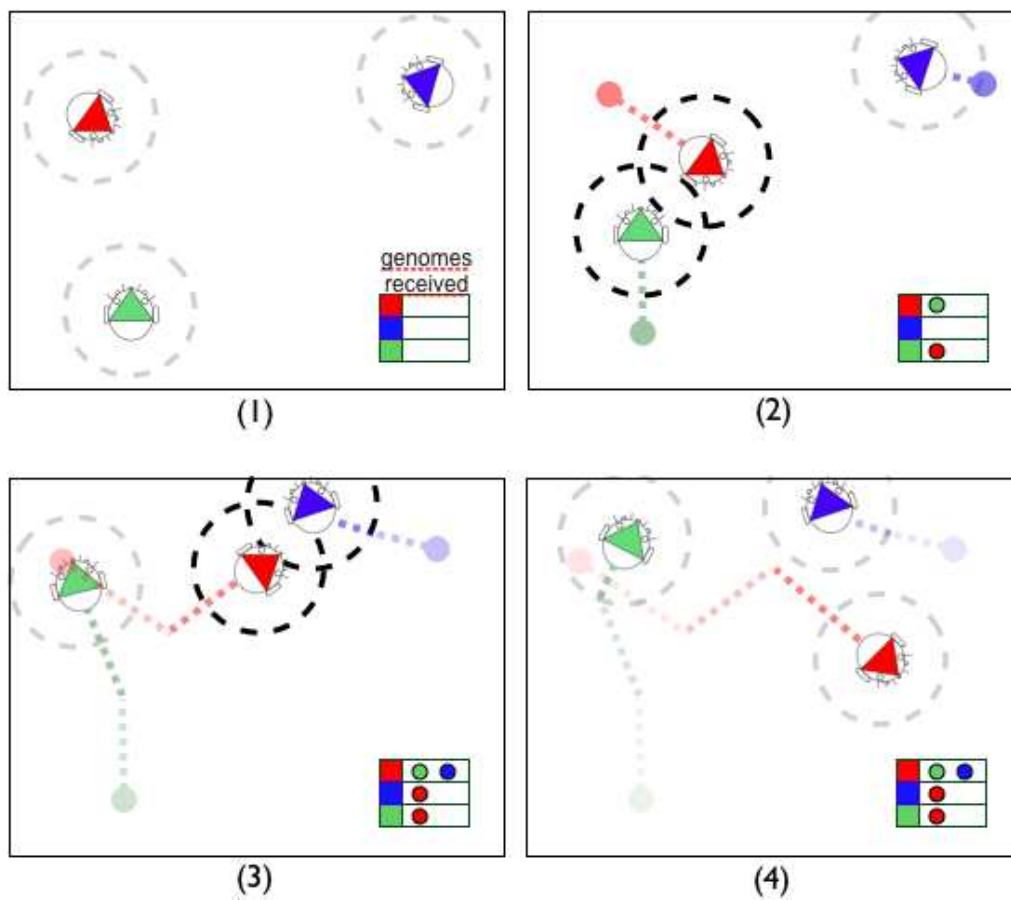 genomes
received
(1)
(2)
(3)
(4)